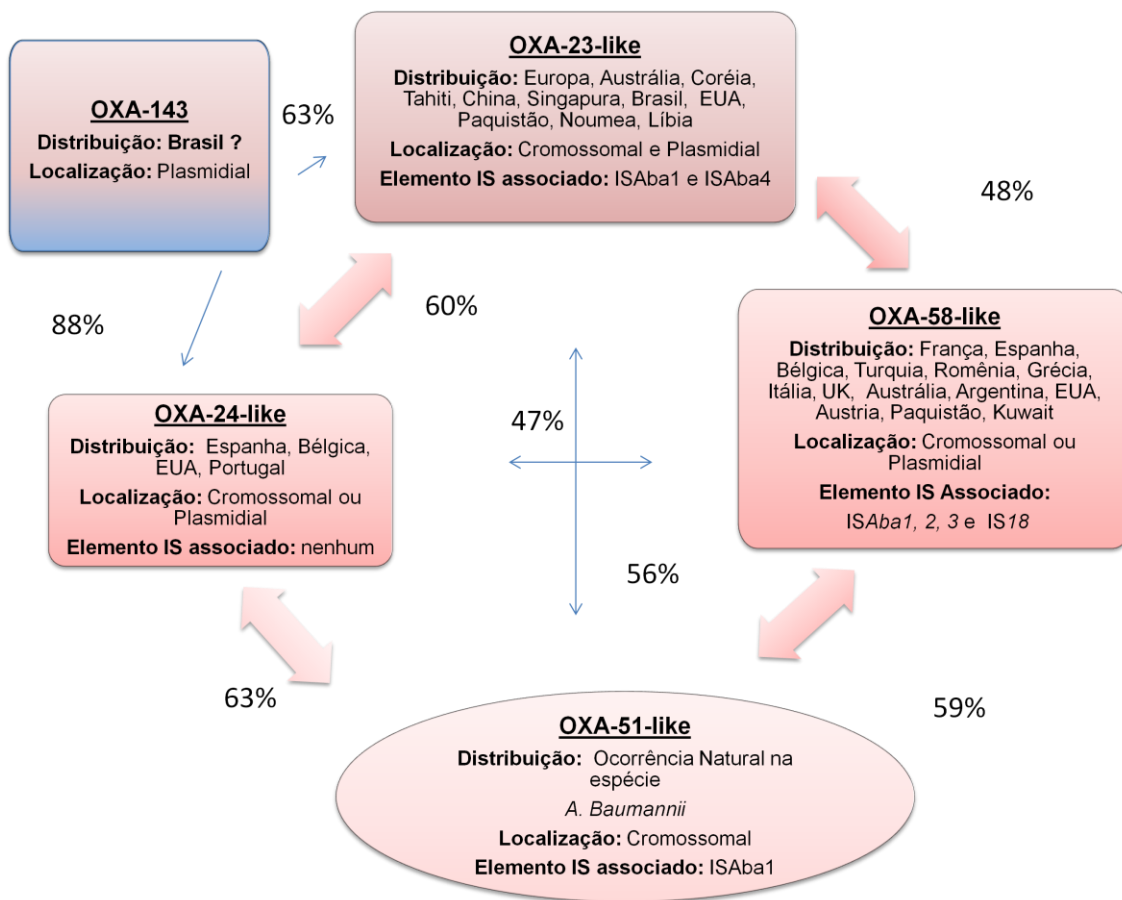 OXA-143
Distribuição: Brasil ?
Localização: Plasmidial
63%
OXA-23-like
Distribuição: Europa, Austrália, Coréia,
Tahiti, China, Singapura, Brasil, EUA,
Paquistão, Noumea, Líbia
Localização: Cromossomal e Plasmidial
Elemento IS associado: ISAba1 e ISAba4
48%
88%
60%
OXA-24-like
Distribuição: Espanha, Bélgica,
EUA, Portugal
Localização: Cromossomal ou
Plasmidial
Elemento IS associado: nenhum
47%
56%
OXA-58-like
Distribuição: França, Espanha,
Bélgica, Turquia, Romênia, Grécia,
Itália, UK, Austrália, Argentina, EUA,
Austria, Paquistão, Kuwait
Localização: Cromossomal ou
Plasmidial
Elemento IS Associado:
ISAba1, 2, 3 e IS18
63%
59%
OXA-51-like
Distribuição: Ocorrência Natural na
espécie
A. Baumannii
Localização: Cromossomal
Elemento IS associado: ISAba1